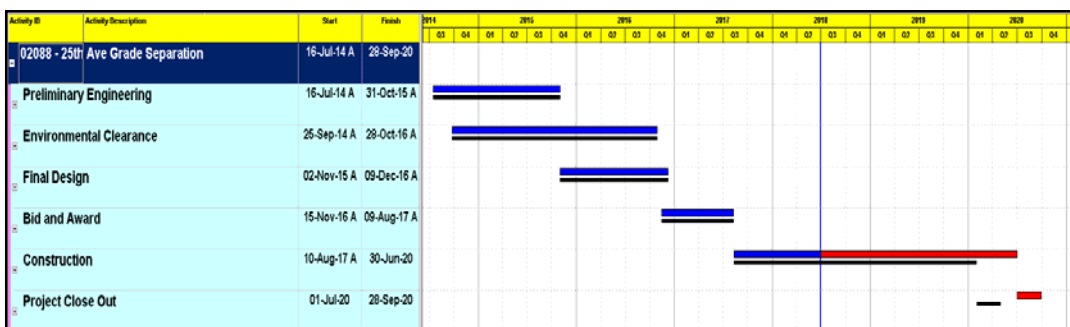 Activity ID Activity Description Start Finish 2014 2015 2016 2017 2018 2019 2020
Q3 Q4 Q1 Q2 Q3 Q4 Q1 Q2 Q3 Q4 Q1 Q2 Q3 Q4 Q1 Q2 Q3 Q4 Q1 Q2 Q3 Q4 Q1 Q2 Q3 Q4
02088 - 25th Ave Grade Separation 16-Jul-14 A 28-Sep-20
Preliminary Engineering 16-Jul-14 A 31-Oct-15 A
Environmental Clearance 25-Sep-14 A 28-Oct-16 A
Final Design 02-Nov-15 A 09-Dec-16 A
Bid and Award 15-Nov-16 A 09-Aug-17 A
Construction 10-Aug-17 A 30-Jun-20
Project Close Out 01-Jul-20 28-Sep-20